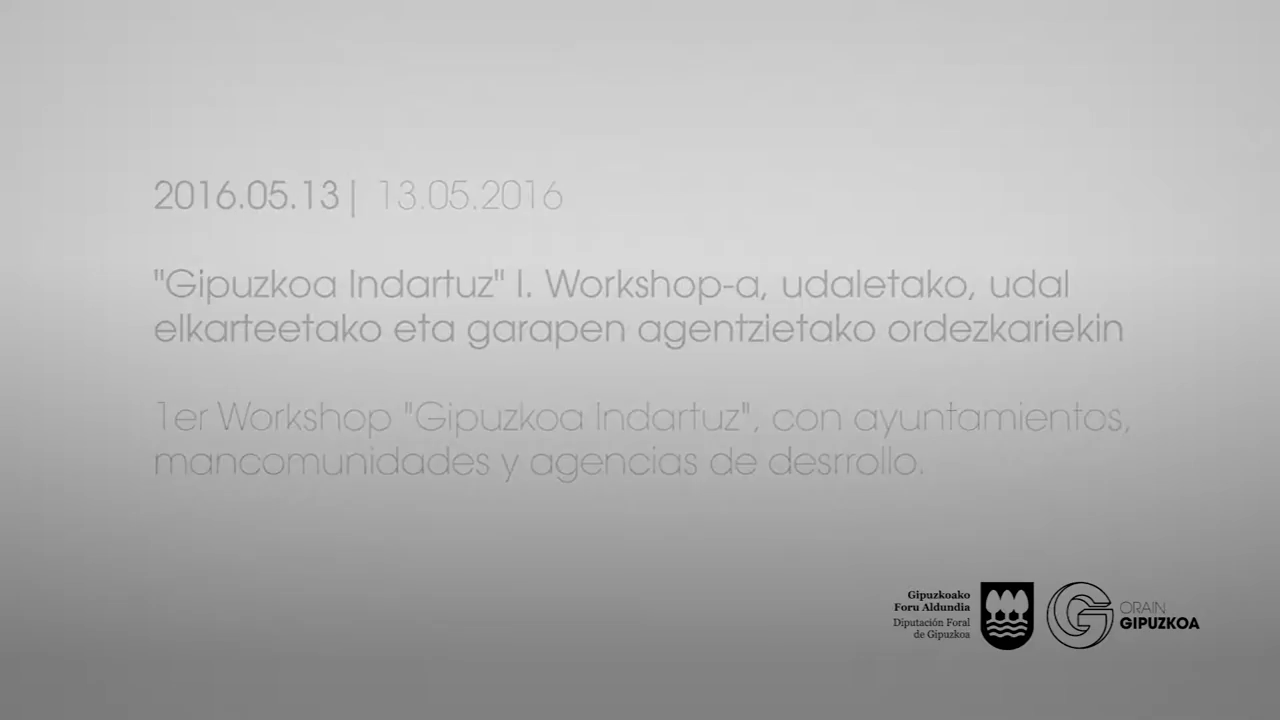 2016.05.13 | 13.05.2016
"Gipuzkoa Indartuz" I. Workshop-a, udaletako, udal
elkarteetako eta garapen agentzietako ordezkariekin
1er Workshop "Gipuzkoa Indartuz", con ayuntamientos,
mancomunidades y agencias de desrrollo.
Gipuzkoako
Foru Aldundia
Diputación Foral
de Gipuzkoa
ORAIN
GIPUZKOA